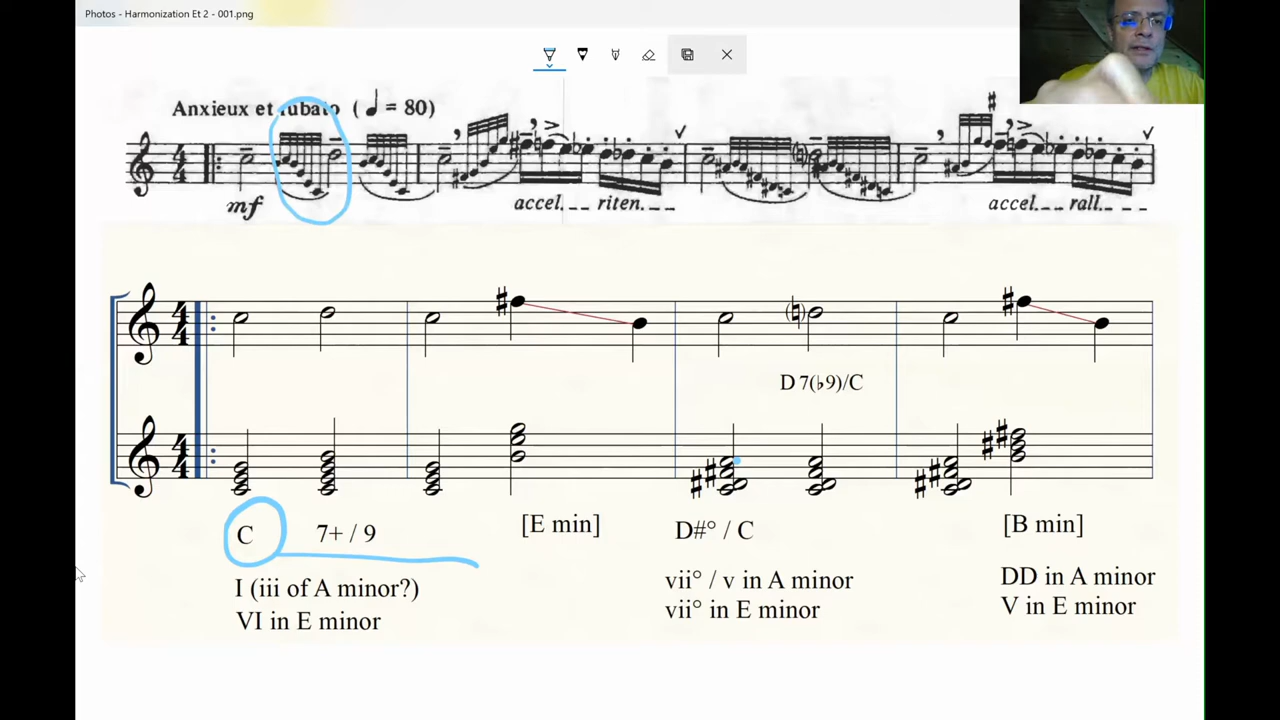 Photos - Harmonization Et 2 - 001.png
Anxieux et rubato ( ♩ = 80)
mf
accel. riten.
accel. rall.
D 7(♭9)/C
C 7+ / 9 [E min] D#° / C [B min]
I (iii of A minor?) vii° / v in A minor DD in A minor
VI in E minor vii° in E minor V in E minor